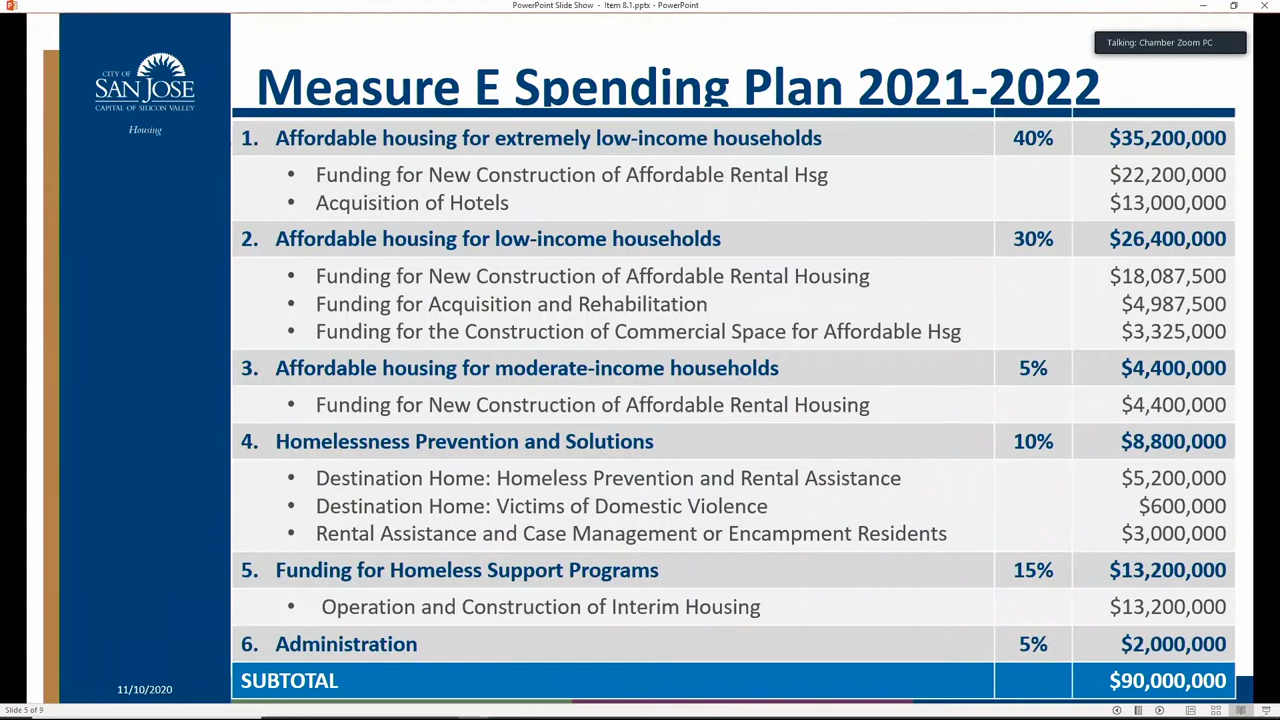 PowerPoint Slide Show - Item 8.1.pptx - PowerPoint
Talking: Chamber Zoom PC
CITY OF
SAN JOSE
CAPITAL OF SILICON VALLEY
Housing
Measure E Spending Plan 2021-2022
1. Affordable housing for extremely low-income households 40% $35,200,000
• Funding for New Construction of Affordable Rental Hsg $22,200,000
• Acquisition of Hotels $13,000,000
2. Affordable housing for low-income households 30% $26,400,000
• Funding for New Construction of Affordable Rental Housing $18,087,500
• Funding for Acquisition and Rehabilitation $4,987,500
• Funding for the Construction of Commercial Space for Affordable Hsg $3,325,000
3. Affordable housing for moderate-income households 5% $4,400,000
• Funding for New Construction of Affordable Rental Housing $4,400,000
4. Homelessness Prevention and Solutions 10% $8,800,000
• Destination Home: Homeless Prevention and Rental Assistance $5,200,000
• Destination Home: Victims of Domestic Violence $600,000
• Rental Assistance and Case Management or Encampment Residents $3,000,000
5. Funding for Homeless Support Programs 15% $13,200,000
• Operation and Construction of Interim Housing $13,200,000
6. Administration 5% $2,000,000
SUBTOTAL $90,000,000
11/10/2020
Slide 5 of 9